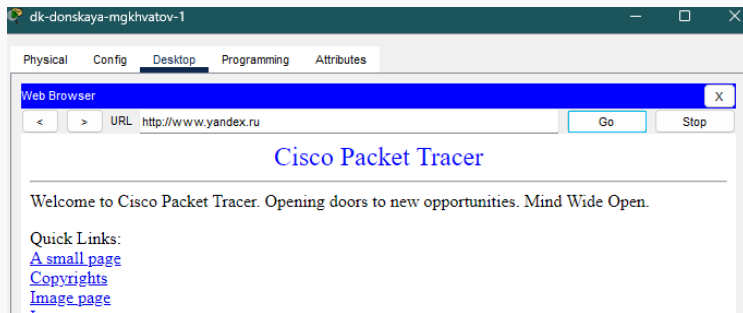 dk-donskaya-mgkhvatov-1
Physical Config Desktop Programming Attributes
Web Browser X
< > URL http://www.yandex.ru Go Stop
Cisco Packet Tracer
Welcome to Cisco Packet Tracer. Opening doors to new opportunities. Mind Wide Open.
Quick Links:
A small page
Copyrights
Image page